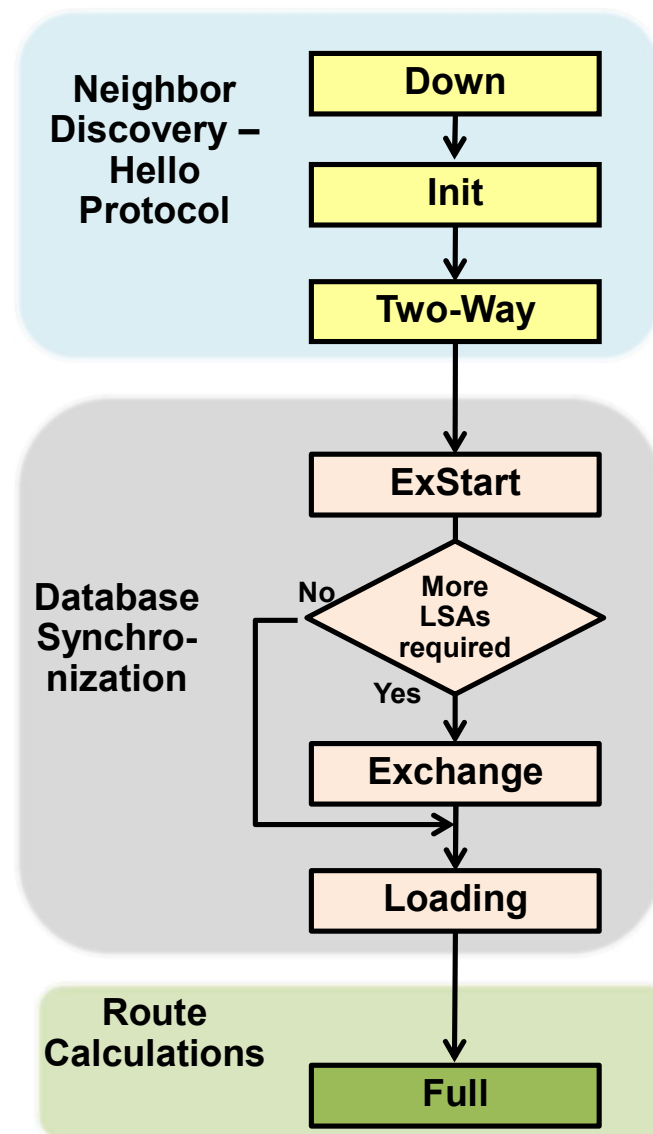 Neighbor
Discovery –
Hello
Protocol
Down
Init
Two-Way
Database
Synchro-
nization
ExStart
More
LSAs
required
No
Yes
Exchange
Loading
Route
Calculations
Full